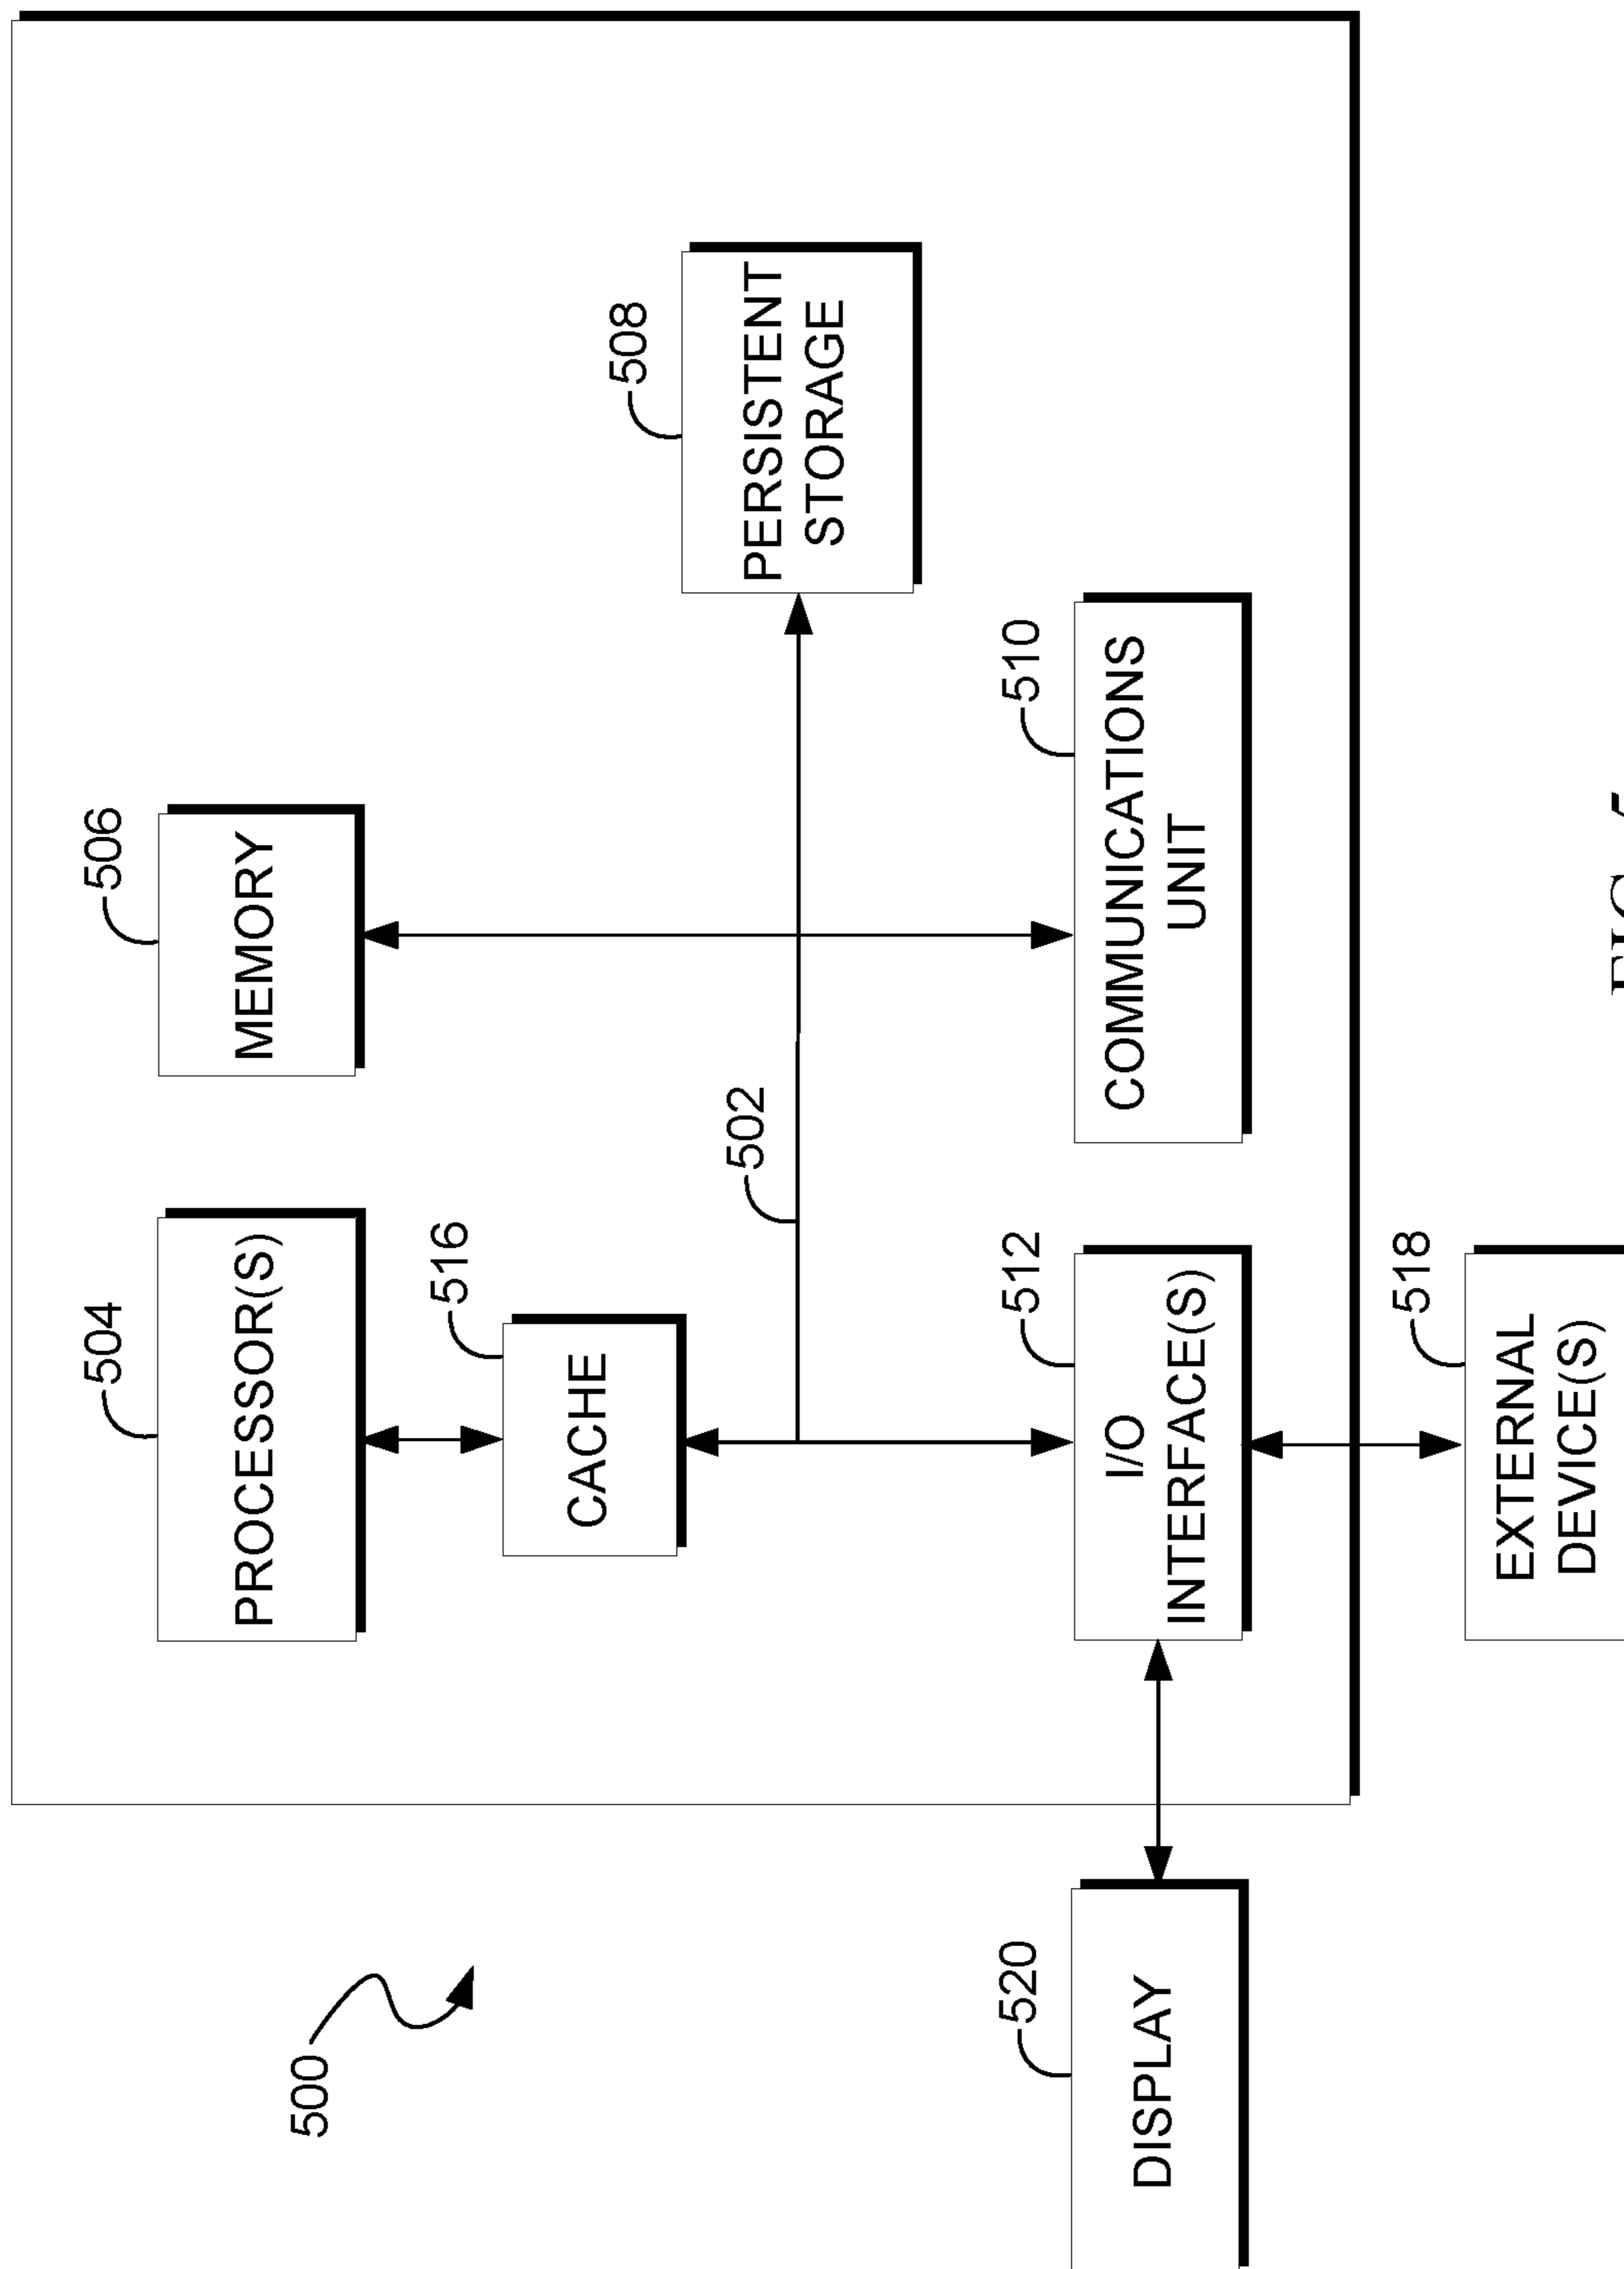 504
506
PROCESSOR(S)
MEMORY
500
516
CACHE
508
PERSISTENT
STORAGE
502
520
DISPLAY
512
I/O
INTERFACE(S)
510
COMMUNICATIONS
UNIT
518
EXTERNAL
DEVICE(S)